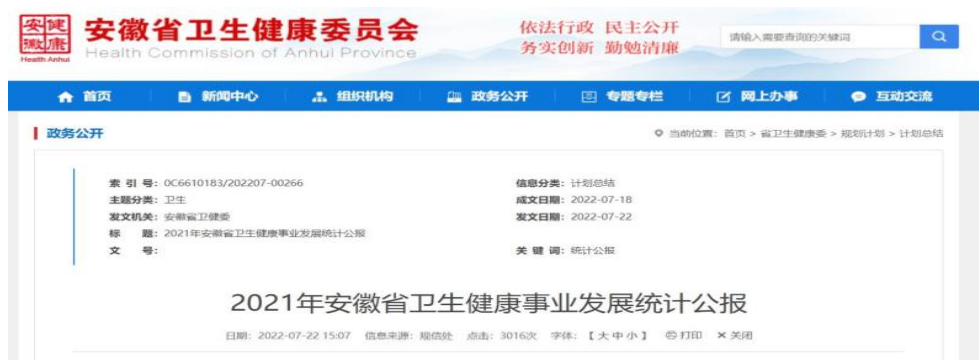 安 健
徽 康
Health Anhui
安徽省卫生健康委员会
Health Commission of Anhui Province
依法行政 民主公开
务实创新 勤勉清廉
请输入需要查询的关键词
首页 新闻中心 组织机构 政务公开 专题专栏 网上办事 互动交流
政务公开
当前位置：首页 > 省卫生健康委 > 规划计划 > 计划总结
索 引 号：0C6610183/202207-00266 信息分类：计划总结
主题分类：卫生 成文日期：2022-07-18
发文机关：安徽省卫健委 发文日期：2022-07-22
标 题：2021年安徽省卫生健康事业发展统计公报
文 号： 关 键 词：统计公报
2021年安徽省卫生健康事业发展统计公报
日期：2022-07-22 15:07 信息来源：规信处 点击：3016次 字体：【 大 中 小 】 打印 × 关闭